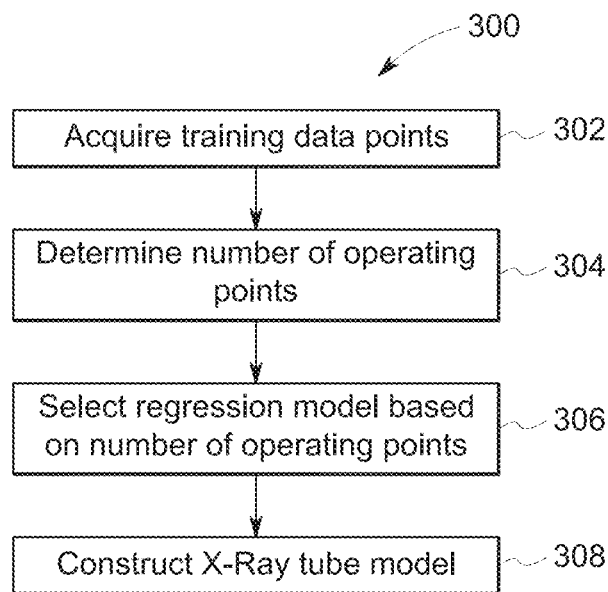 300
Acquire training data points
302
Determine number of operating
points
304
Select regression model based
on number of operating points
306
Construct X-Ray tube model
308